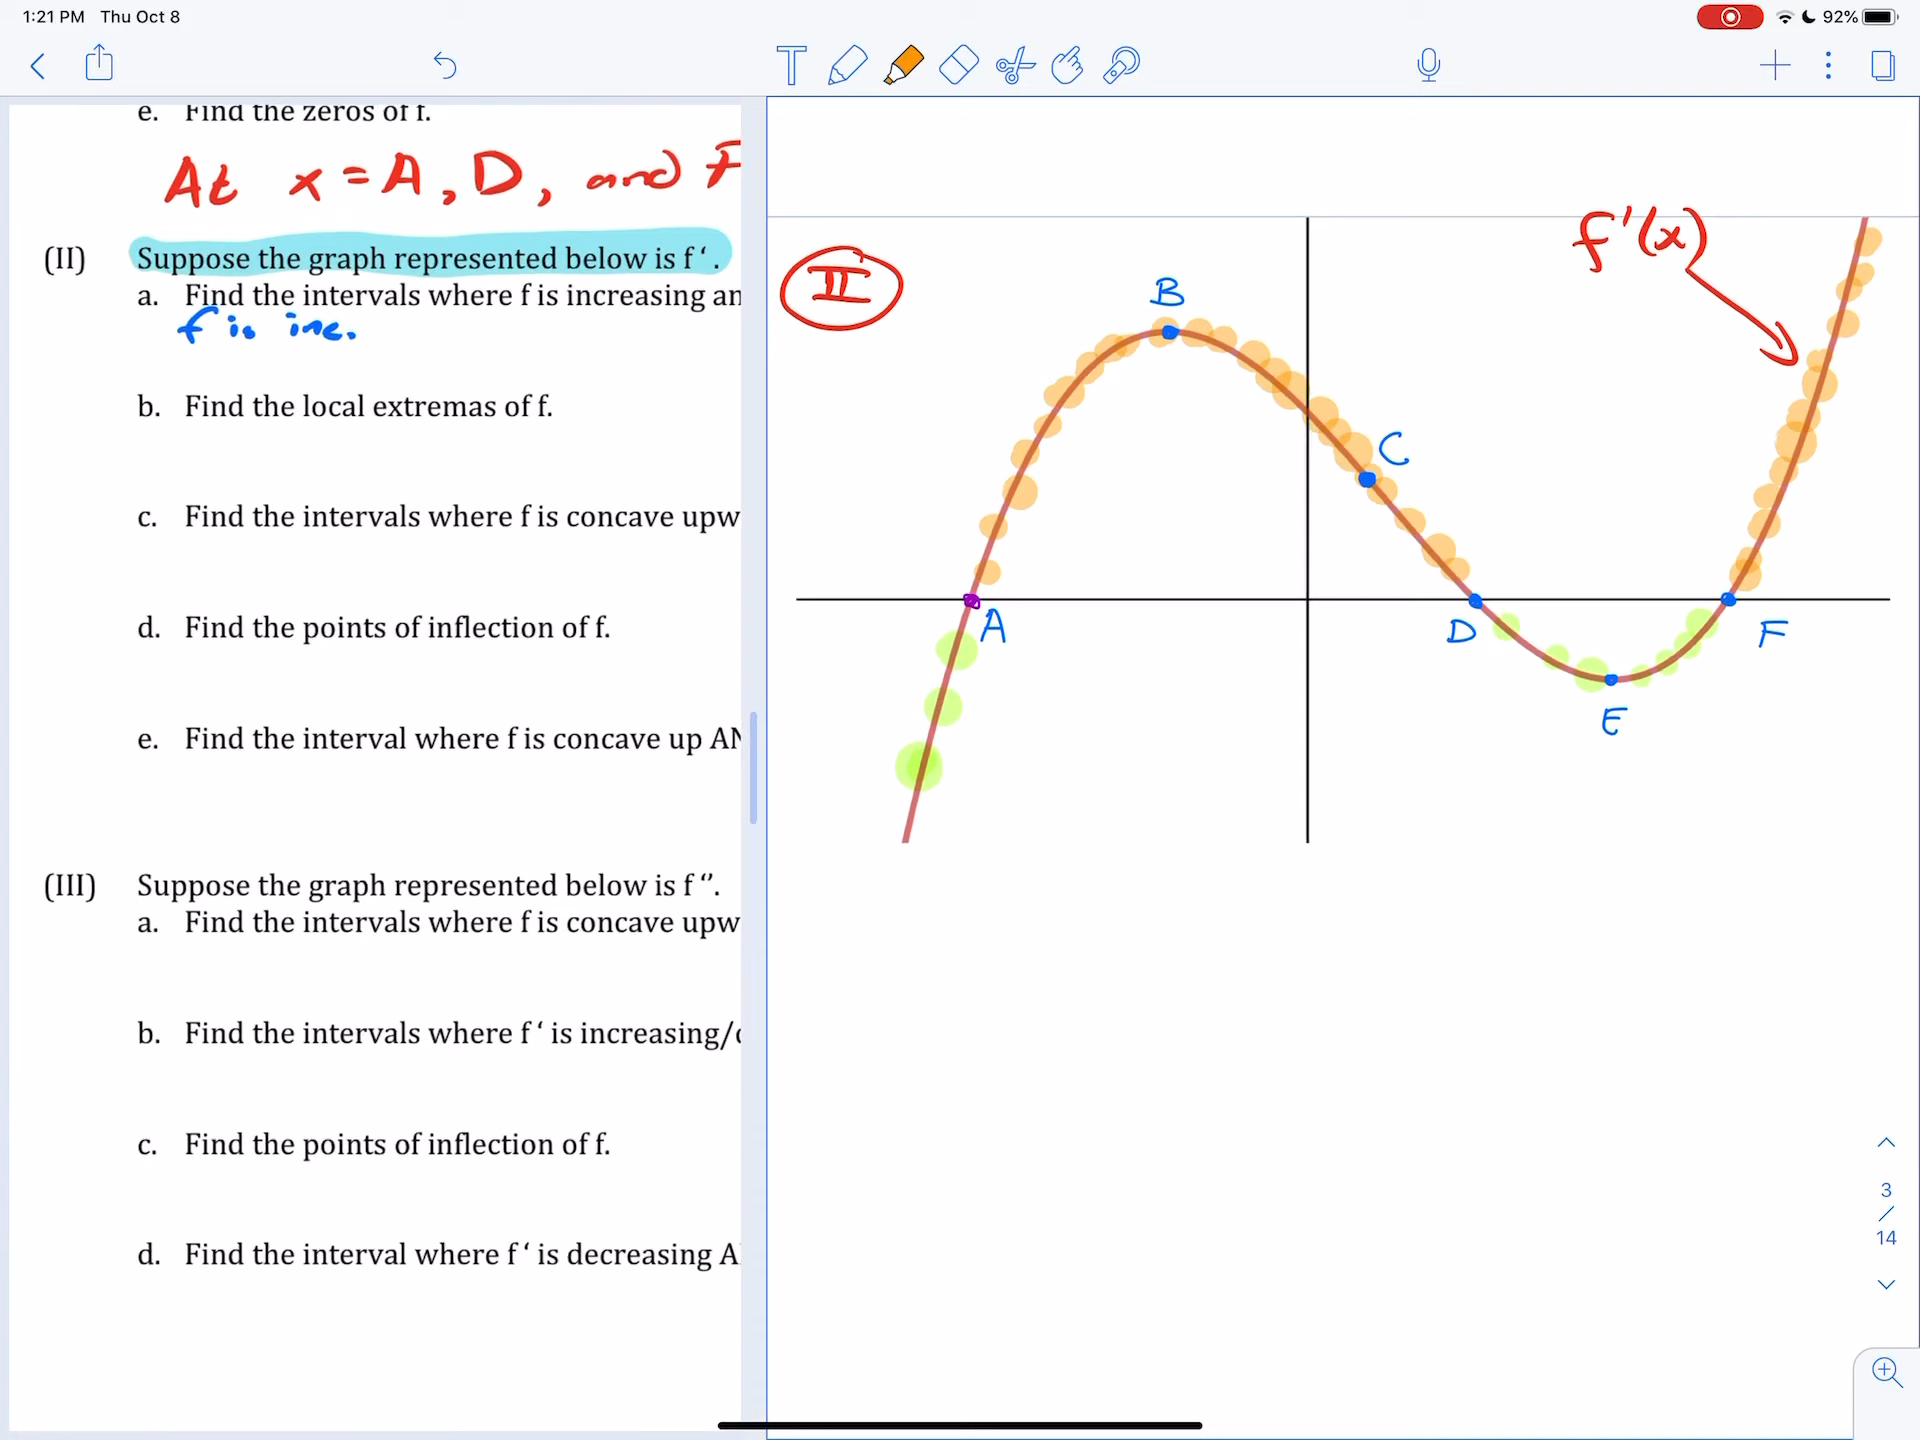 1:21 PM Thu Oct 8
92%
e. Find the zeros of f.
At x = A, D, and F
(II) Suppose the graph represented below is f ‘.
a. Find the intervals where f is increasing an
f is inc.
b. Find the local extremas of f.
c. Find the intervals where f is concave upw
d. Find the points of inflection of f.
e. Find the interval where f is concave up AN
(III) Suppose the graph represented below is f ‘’.
a. Find the intervals where f is concave upw
b. Find the intervals where f ‘ is increasing/
c. Find the points of inflection of f.
d. Find the interval where f ‘ is decreasing A
II
f'(x)
B
C
A
D
F
E
3
/
14